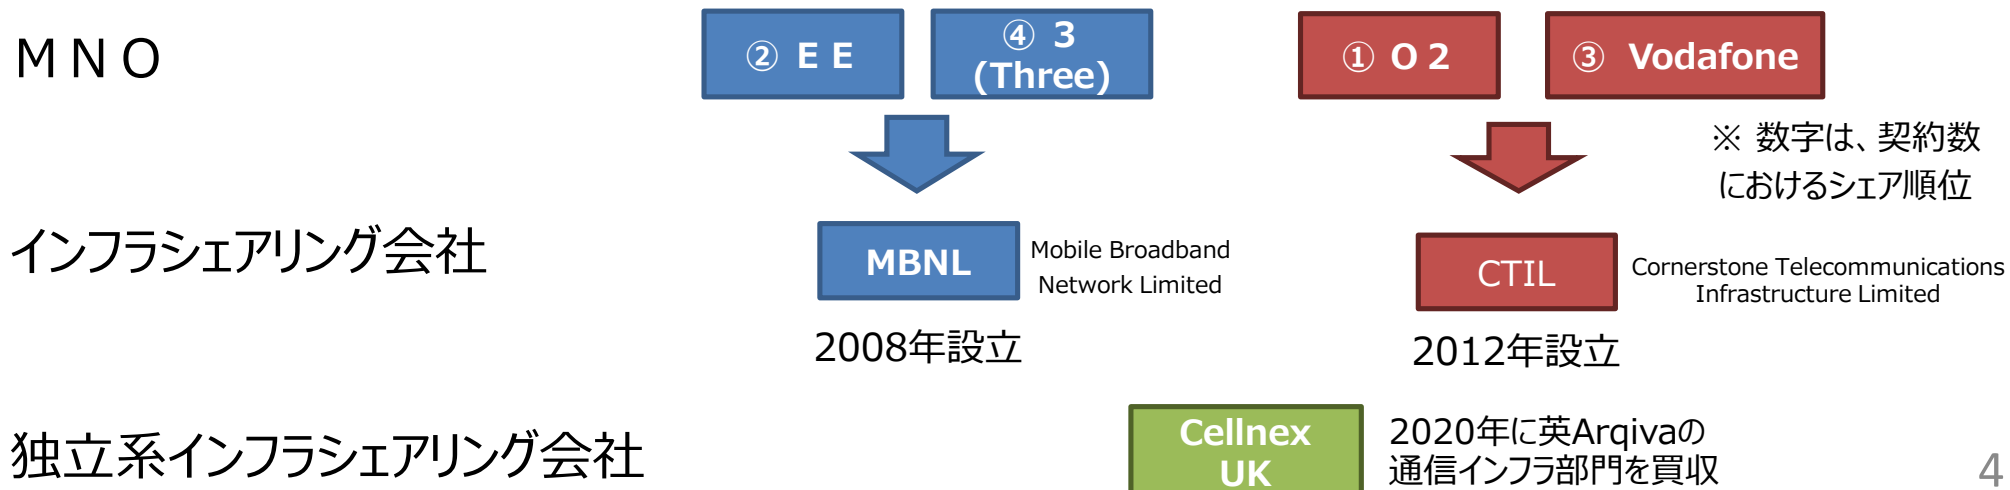 ＭＮＯ
② ＥＥ
④ 3
(Three)
① Ｏ２
③ Vodafone
※ 数字は、契約数
におけるシェア順位
インフラシェアリング会社
MBNL
Mobile Broadband
Network Limited
CTIL
Cornerstone Telecommunications
Infrastructure Limited
2008年設立
2012年設立
独立系インフラシェアリング会社
Cellnex
UK
2020年に英Arqivaの
通信インフラ部門を買収
4